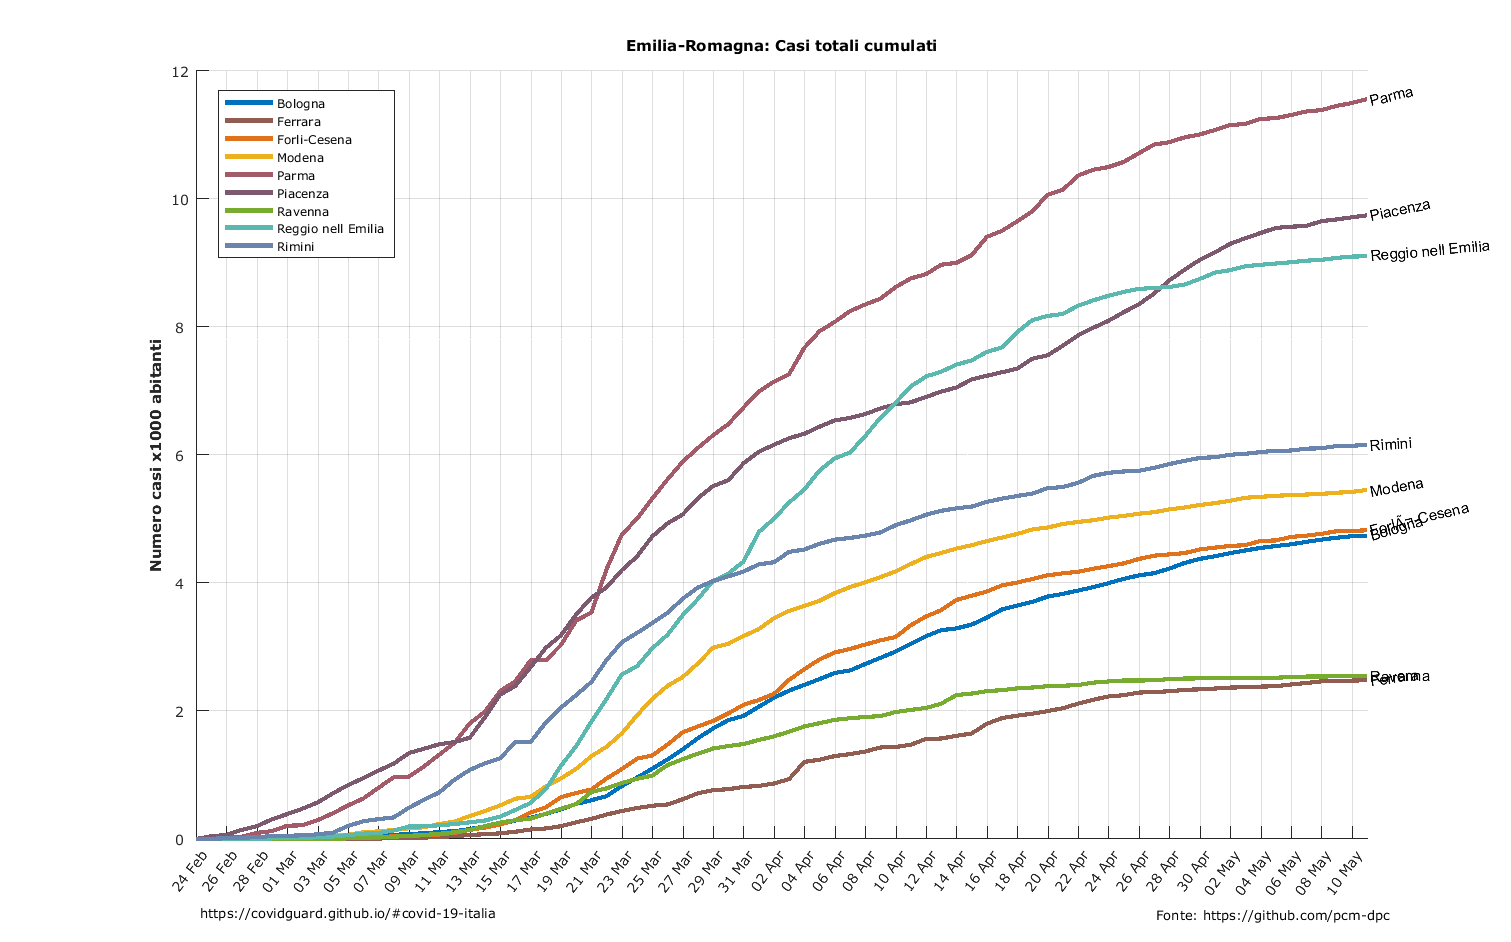 Emilia-Romagna: Casi totali cumulati
Numero casi x1000 abitanti
12
10
8
6
4
2
0
Bologna
Ferrara
Forli-Cesena
Modena
Parma
Piacenza
Ravenna
Reggio nell Emilia
Rimini
Parma
Piacenza
Reggio nell Emilia
Rimini
Modena
Cesena
Bologna
Ravenna
Ferrara
24 Feb
26 Feb
28 Feb
01 Mar
03 Mar
05 Mar
07 Mar
09 Mar
11 Mar
13 Mar
15 Mar
17 Mar
19 Mar
21 Mar
23 Mar
25 Mar
27 Mar
29 Mar
31 Mar
02 Apr
04 Apr
06 Apr
08 Apr
10 Apr
12 Apr
14 Apr
16 Apr
18 Apr
20 Apr
22 Apr
24 Apr
26 Apr
28 Apr
30 Apr
02 May
04 May
06 May
08 May
10 May
https://covidguard.github.io/#covid-19-italia
Fonte: https://github.com/pcm-dpc